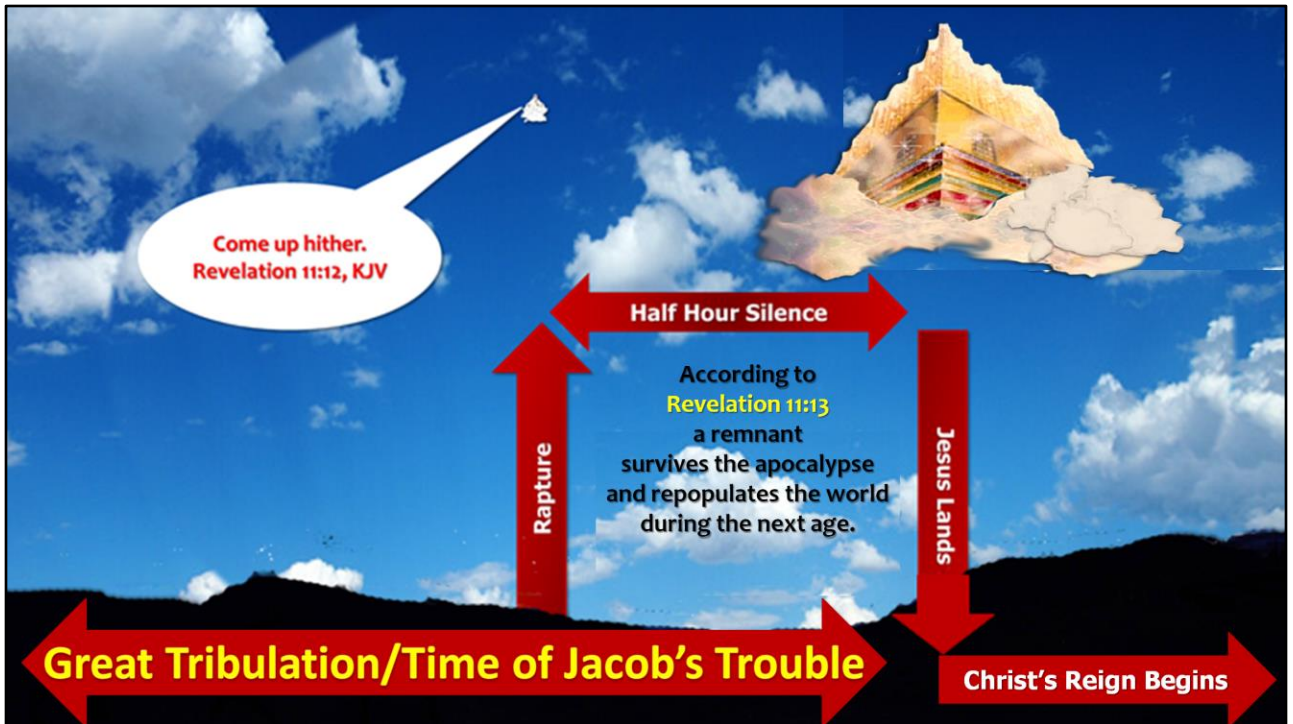 Come up hither.
Revelation 11:12, KJV
Half Hour Silence
According to
Revelation 11:13
a remnant
survives the apocalypse
and repopulates the world
during the next age.
Rapture
Jesus Lands
Great Tribulation/Time of Jacob’s Trouble
Christ’s Reign Begins